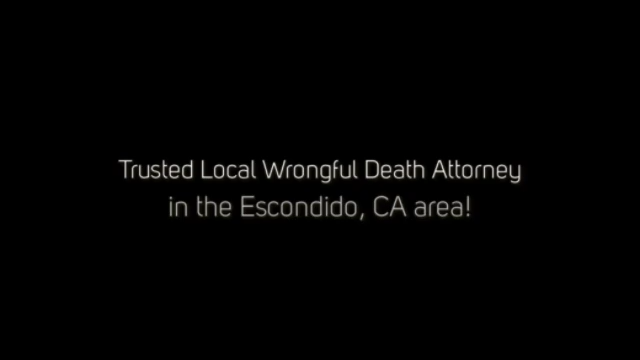 Trusted Local Wrongful Death Attorney
in the Escondido, CA area!